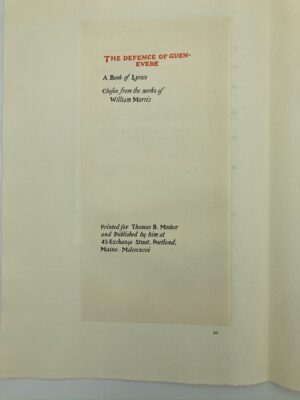 THE DEFENCE OF GUEN-
EVERE
A Book of Lyrics
Chosen from the works of
William Morris
Printed for Thomas B. Mosher
and Published by him at
45 Exchange Street, Portland,
Maine. Mdcccxcvi